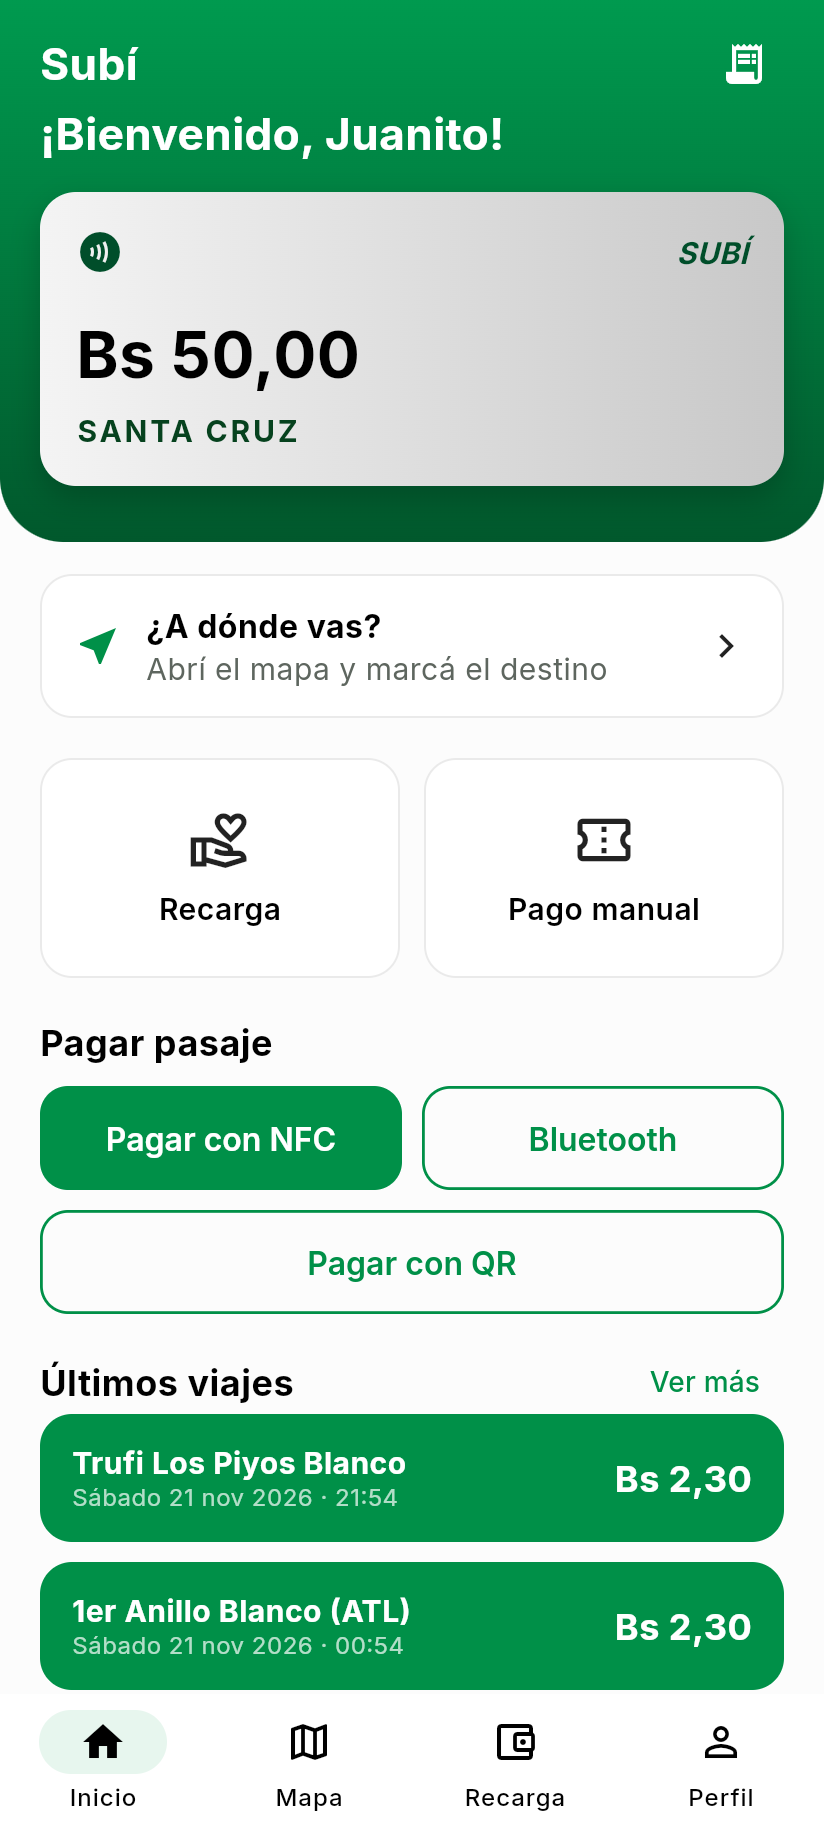 Subí
¡Bienvenido, Juanito!
SUBÍ
Bs 50,00
SANTA CRUZ
¿A dónde vas?
Abrí el mapa y marcá el destino
Recarga
Pago manual
Pagar pasaje
Pagar con NFC
Bluetooth
Pagar con QR
Últimos viajes
Ver más
Trufi Los Piyos Blanco
Sábado 21 nov 2026 · 21:54
Bs 2,30
1er Anillo Blanco (ATL)
Sábado 21 nov 2026 · 00:54
Bs 2,30
Inicio
Mapa
Recarga
Perfil